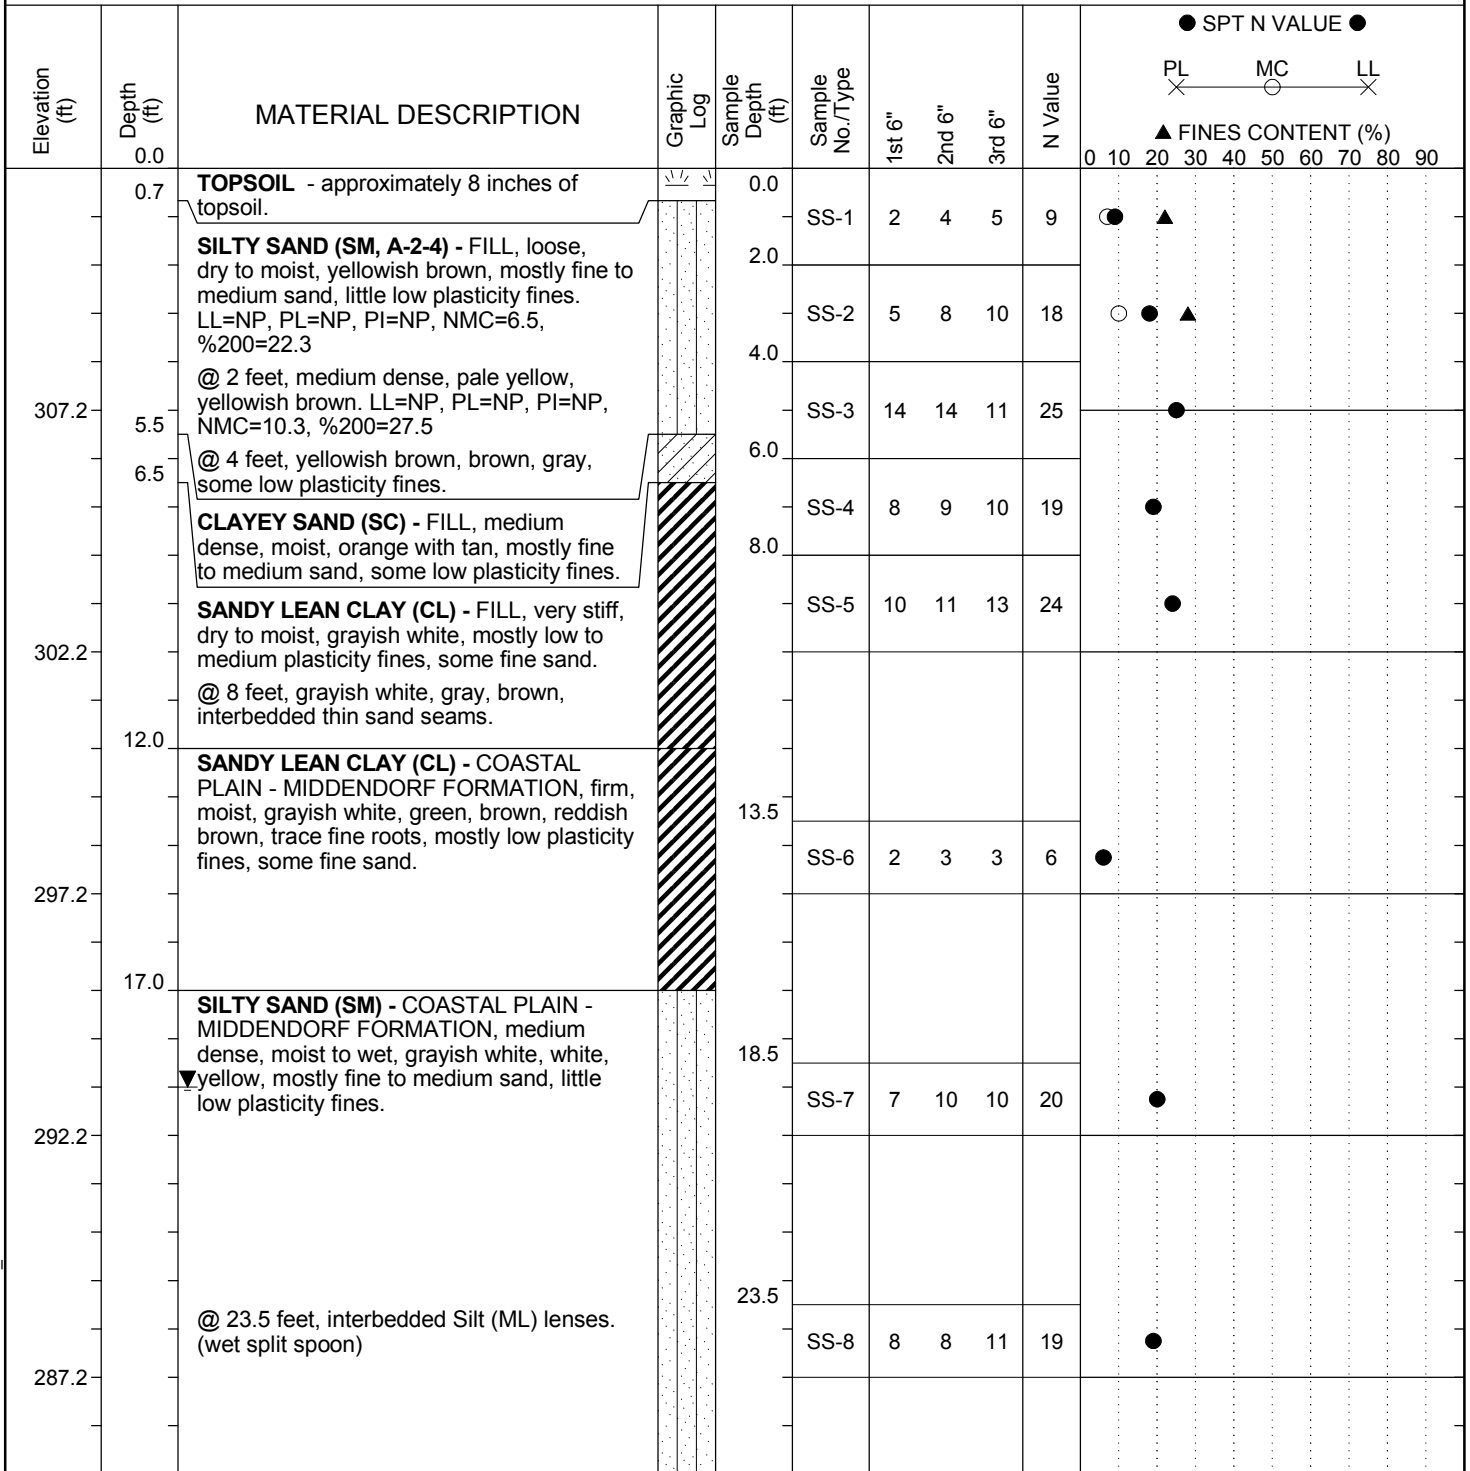 ● SPT N VALUE ●
PL MC LL
▲ FINES CONTENT (%)
0 10 20 30 40 50 60 70 80 90
Elevation (ft)
Depth (ft)
0.0
MATERIAL DESCRIPTION
Graphic Log
Sample Depth (ft)
Sample No./Type
1st 6"
2nd 6"
3rd 6"
N Value
0.7
TOPSOIL - approximately 8 inches of
topsoil.
0.0
SS-1 2 4 5 9
SILTY SAND (SM, A-2-4) - FILL, loose,
dry to moist, yellowish brown, mostly fine to
medium sand, little low plasticity fines.
LL=NP, PL=NP, PI=NP, NMC=6.5,
%200=22.3
2.0
SS-2 5 8 10 18
@ 2 feet, medium dense, pale yellow,
yellowish brown. LL=NP, PL=NP, PI=NP,
NMC=10.3, %200=27.5
4.0
307.2
SS-3 14 14 11 25
5.5
@ 4 feet, yellowish brown, brown, gray,
some low plasticity fines.
6.0
6.5
SS-4 8 9 10 19
CLAYEY SAND (SC) - FILL, medium
dense, moist, orange with tan, mostly fine
to medium sand, some low plasticity fines.
8.0
SS-5 10 11 13 24
SANDY LEAN CLAY (CL) - FILL, very stiff,
dry to moist, grayish white, mostly low to
medium plasticity fines, some fine sand.
302.2
@ 8 feet, grayish white, gray, brown,
interbedded thin sand seams.
12.0
SANDY LEAN CLAY (CL) - COASTAL
PLAIN - MIDDENDORF FORMATION, firm,
moist, grayish white, green, brown, reddish
brown, trace fine roots, mostly low plasticity
fines, some fine sand.
13.5
SS-6 2 3 3 6
297.2
17.0
SILTY SAND (SM) - COASTAL PLAIN -
MIDDENDORF FORMATION, medium
dense, moist to wet, grayish white, white,
yellow, mostly fine to medium sand, little
low plasticity fines.
18.5
SS-7 7 10 10 20
292.2
23.5
@ 23.5 feet, interbedded Silt (ML) lenses.
(wet split spoon)
SS-8 8 8 11 19
287.2